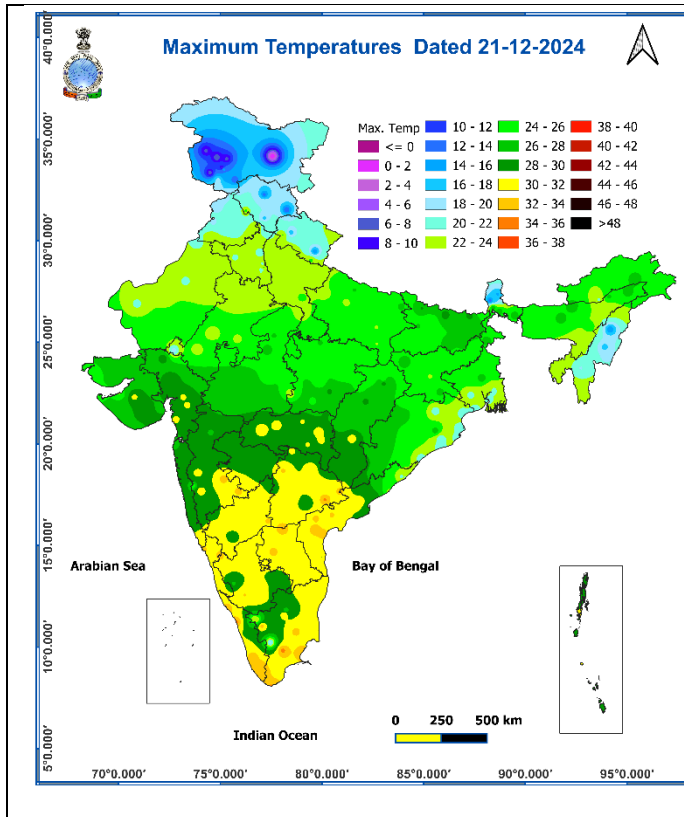 Maximum Temperatures Dated 21-12-2024
Max. Temp
<= 0
0 - 2
2 - 4
4 - 6
6 - 8
8 - 10
10 - 12
12 - 14
14 - 16
16 - 18
18 - 20
20 - 22
22 - 24
24 - 26
26 - 28
28 - 30
30 - 32
32 - 34
34 - 36
36 - 38
38 - 40
40 - 42
42 - 44
44 - 46
46 - 48
>48
40°0.000'
35°0.000'
30°0.000'
25°0.000'
20°0.000'
15°0.000'
10°0.000'
5°0.000'
Arabian Sea
Bay of Bengal
Indian Ocean
0 250 500 km
70°0.000' 75°0.000' 80°0.000' 85°0.000' 90°0.000' 95°0.000'